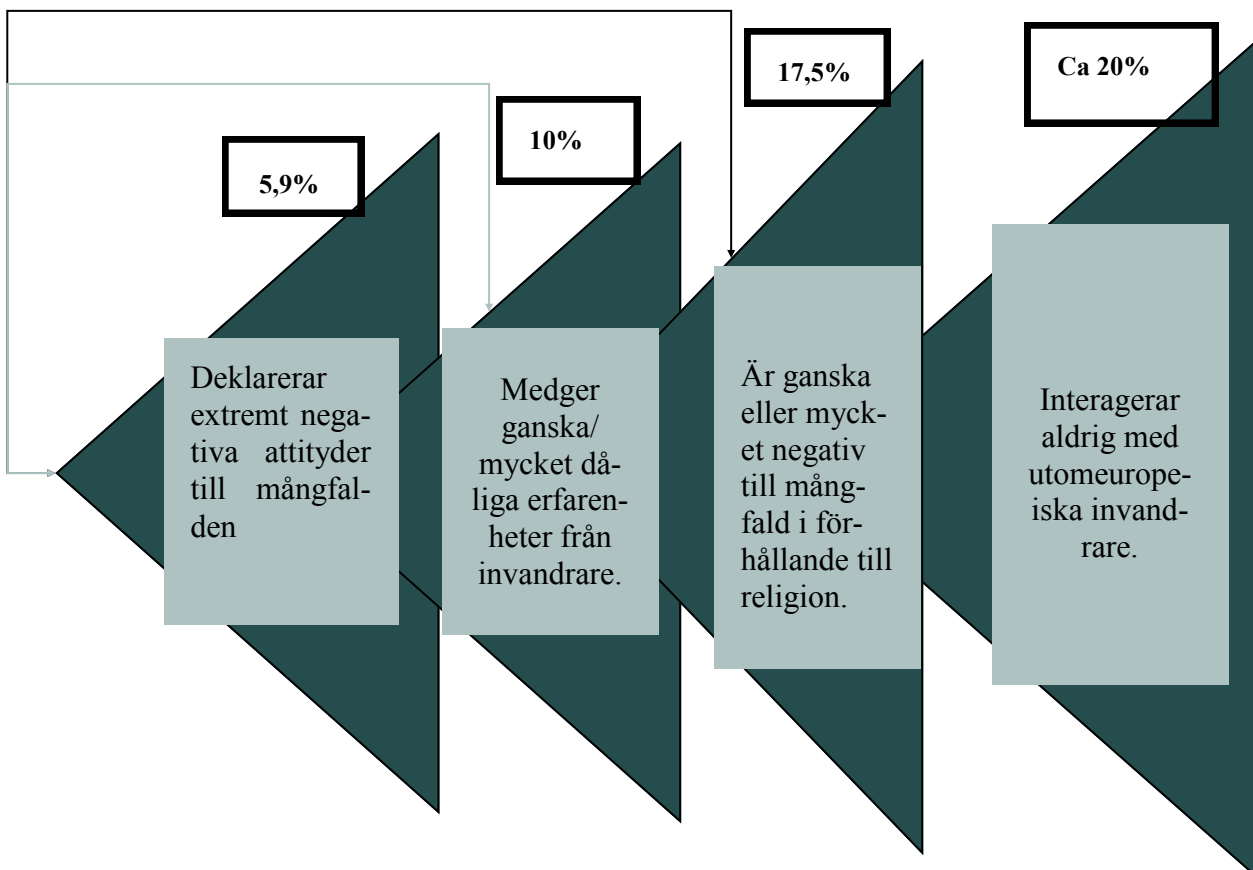 5,9%
Deklarerar
extremt nega-
tiva attityder
till mångfal-
den
10%
Medger
ganska/
mycket då-
liga erfaren-
heter från
invandrare.
17,5%
Är ganska
eller myck-
et negativ
till mång-
fald i för-
hållande till
religion.
Ca 20%
Interagerar
aldrig med
utomeurope-
iska invand-
rare.